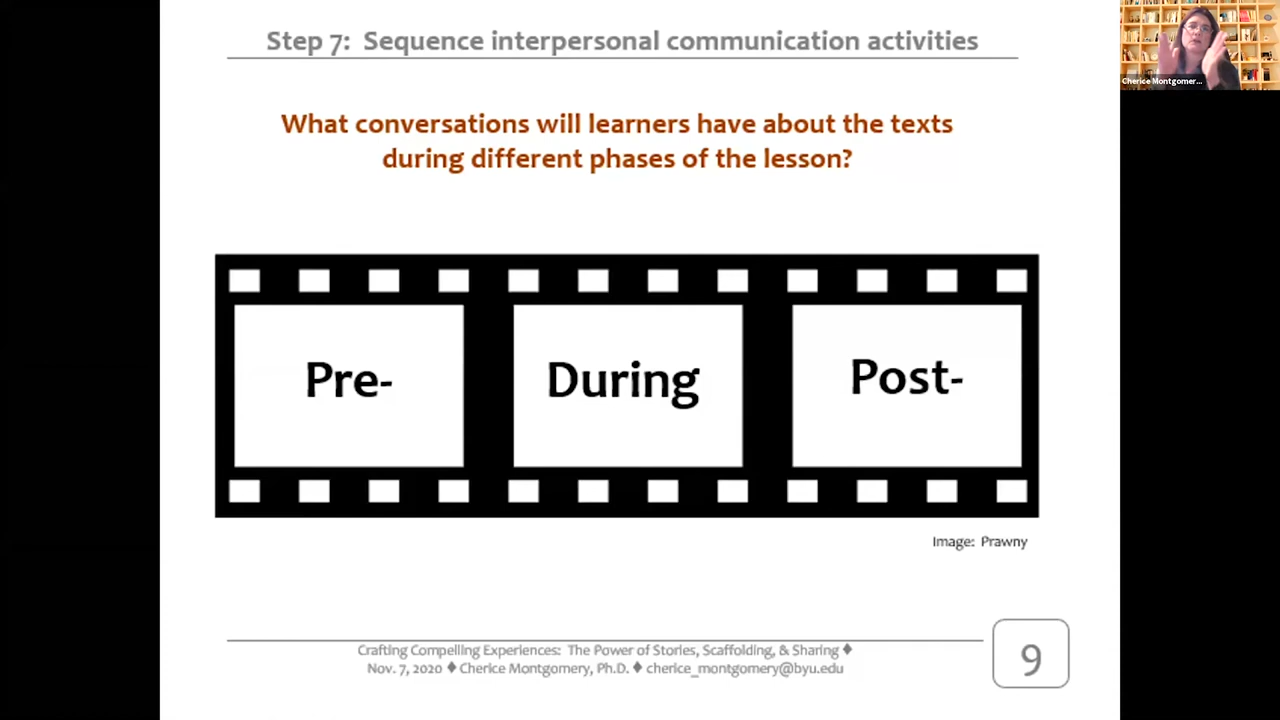 Step 7:  Sequence interpersonal communication activities
Cherice Montgomer...
What conversations will learners have about the texts
during different phases of the lesson?
Pre-
During
Post-
Image:  Prawny
Crafting Compelling Experiences:  The Power of Stories, Scaffolding, & Sharing ♦
Nov. 7, 2020 ♦ Cherice Montgomery, Ph.D. ♦ cherice_montgomery@byu.edu
9